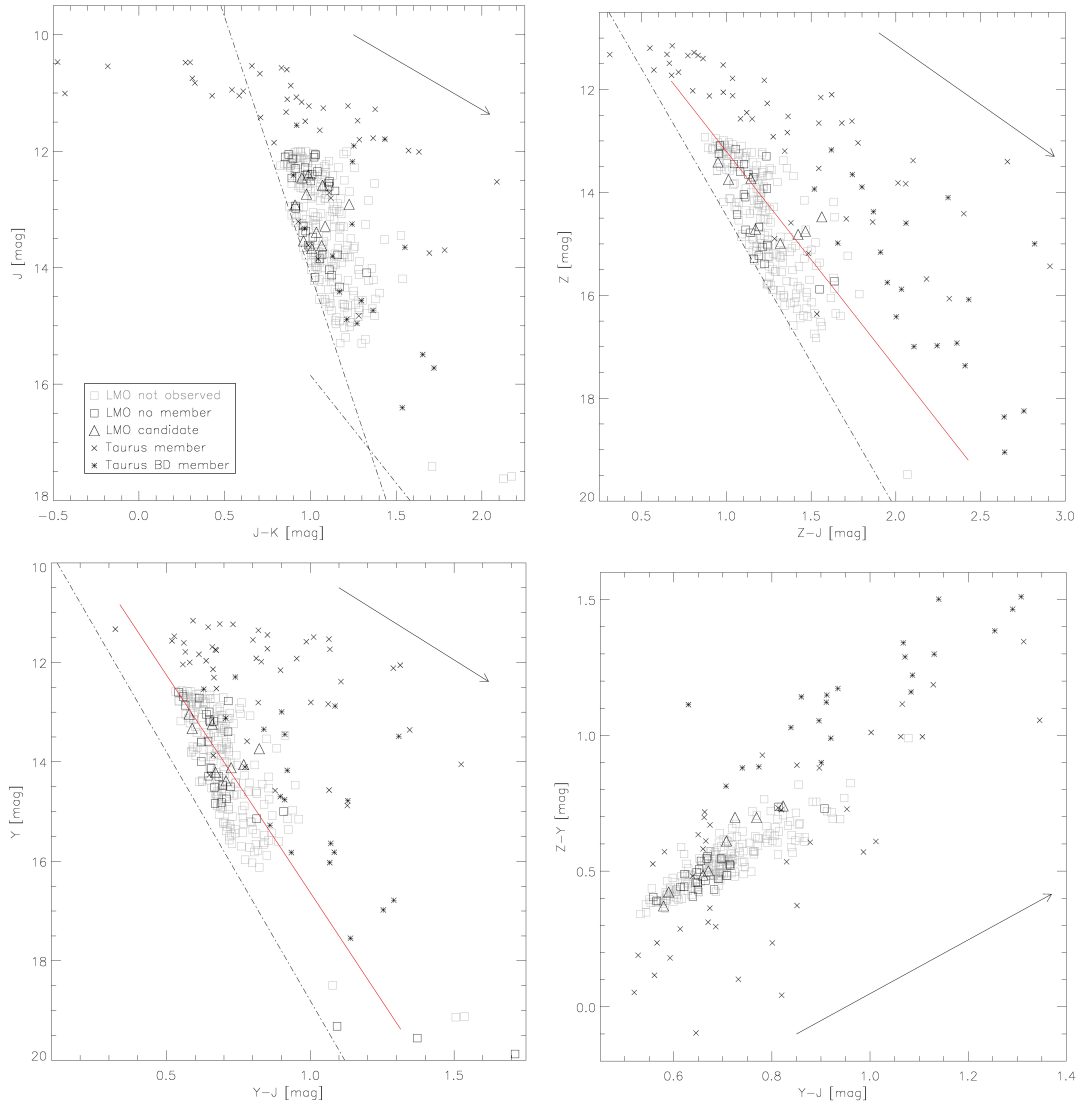 10
12
14
16
18
J [mag]
LMO not observed
LMO no member
LMO candidate
Taurus member
Taurus BD member
−0.5 0.0 0.5 1.0 1.5 2.0
J−K [mag]
12
14
16
18
20
Z [mag]
0.5 1.0 1.5 2.0 2.5 3.0
Z−J [mag]
10
12
14
16
18
20
Y [mag]
0.5 1.0 1.5
Y−J [mag]
1.5
1.0
0.5
0.0
Z−Y [mag]
0.6 0.8 1.0 1.2 1.4
Y−J [mag]